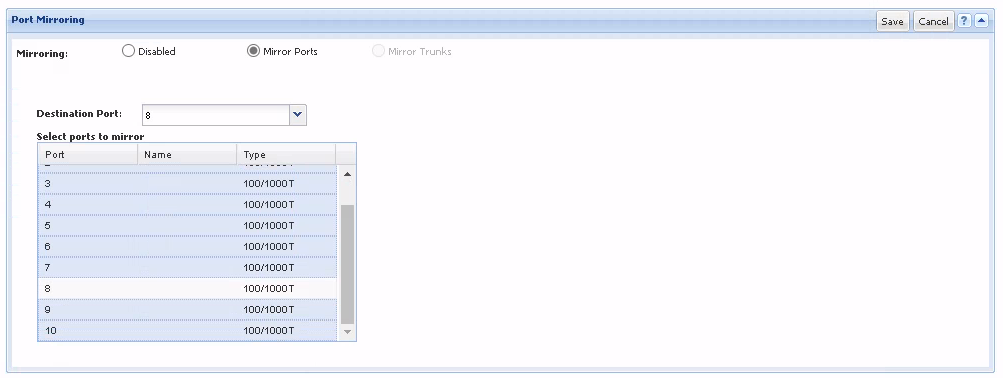 Port Mirroring Save Cancel ?
Mirroring: Disabled Mirror Ports Mirror Trunks
Destination Port: 8
Select ports to mirror
Port Name Type
3 100/1000T
4 100/1000T
5 100/1000T
6 100/1000T
7 100/1000T
8 100/1000T
9 100/1000T
10 100/1000T